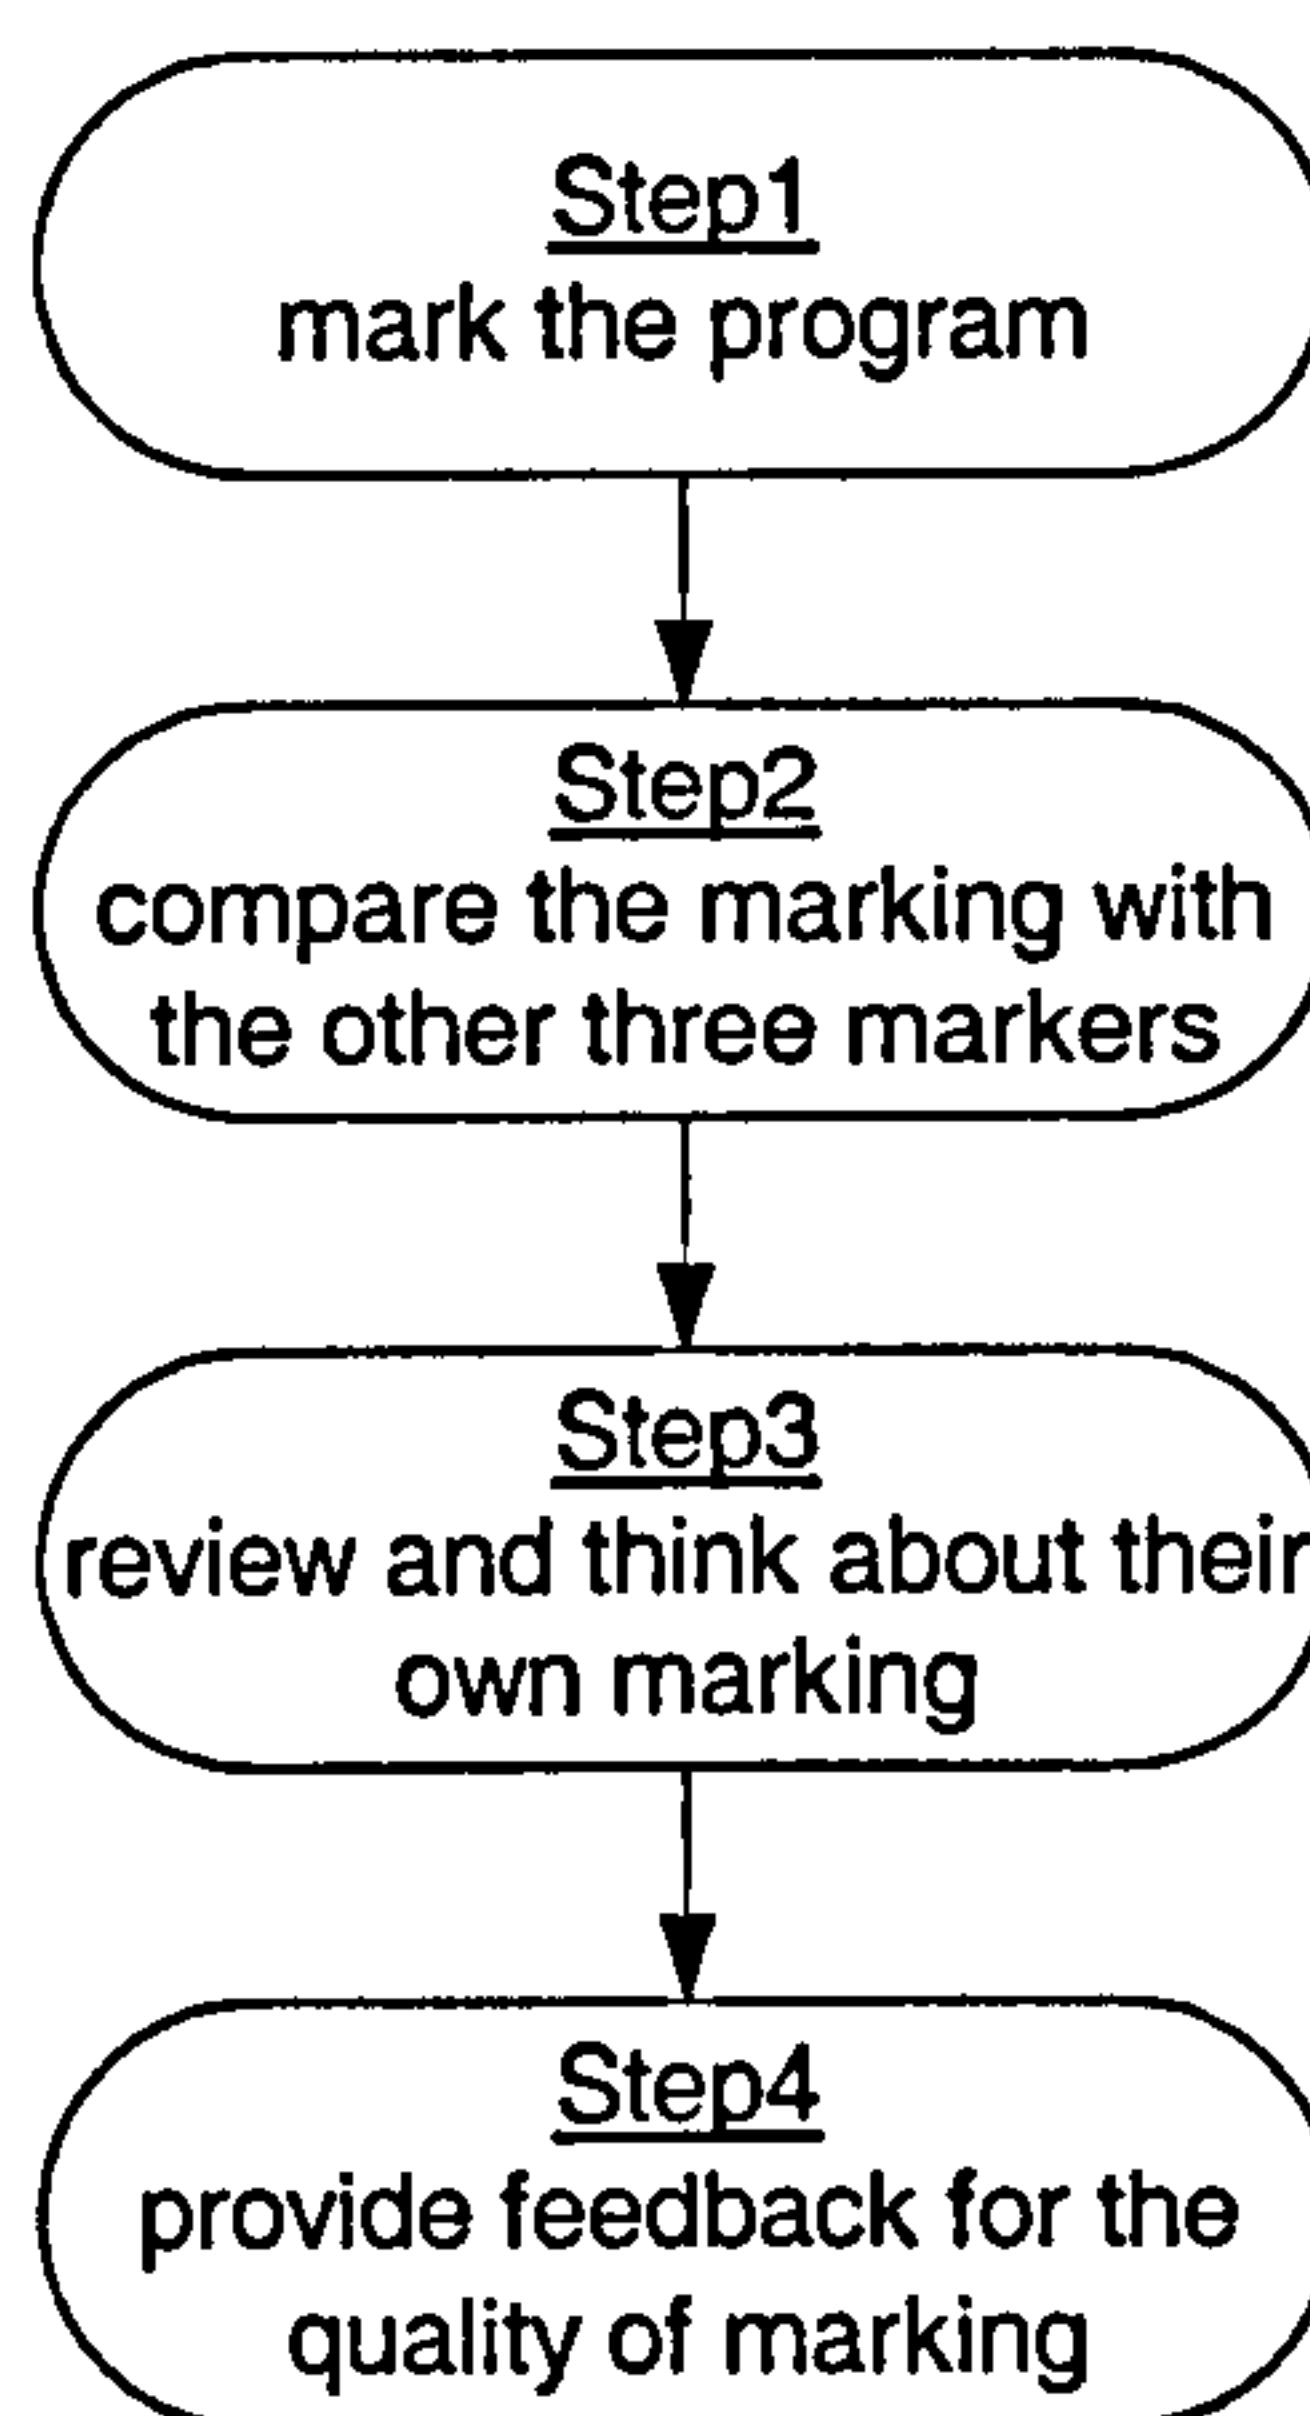 Step1
mark the program
Step2
compare the marking with
the other three markers
Step3
review and think about their
own marking
Step4
provide feedback for the
quality of marking